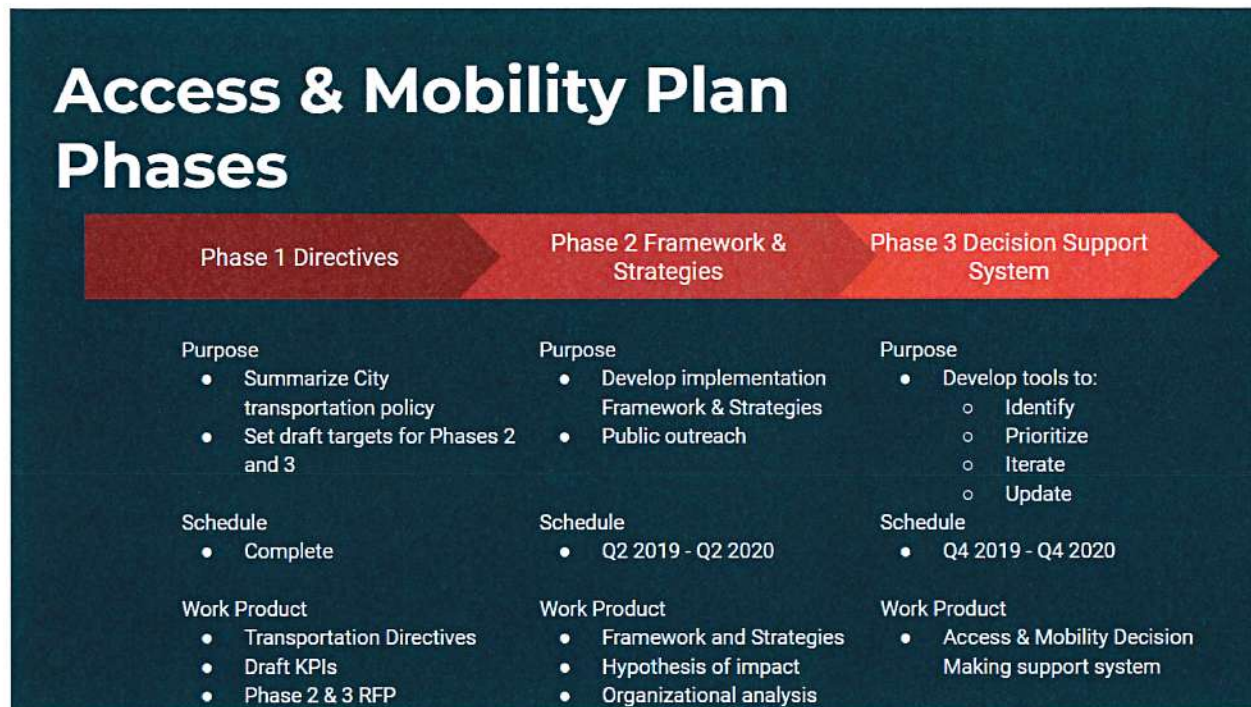 Access & Mobility Plan
Phases
Phase 1 Directives
Phase 2 Framework &
Strategies
Phase 3 Decision Support
System
Purpose
● Summarize City
transportation policy
● Set draft targets for Phases 2
and 3
Schedule
● Complete
Work Product
● Transportation Directives
● Draft KPIs
● Phase 2 & 3 RFP
Purpose
● Develop implementation
Framework & Strategies
● Public outreach
Schedule
● Q2 2019 - Q2 2020
Work Product
● Framework and Strategies
● Hypothesis of impact
● Organizational analysis
Purpose
● Develop tools to:
○ Identify
○ Prioritize
○ Iterate
○ Update
Schedule
● Q4 2019 - Q4 2020
Work Product
● Access & Mobility Decision
Making support system